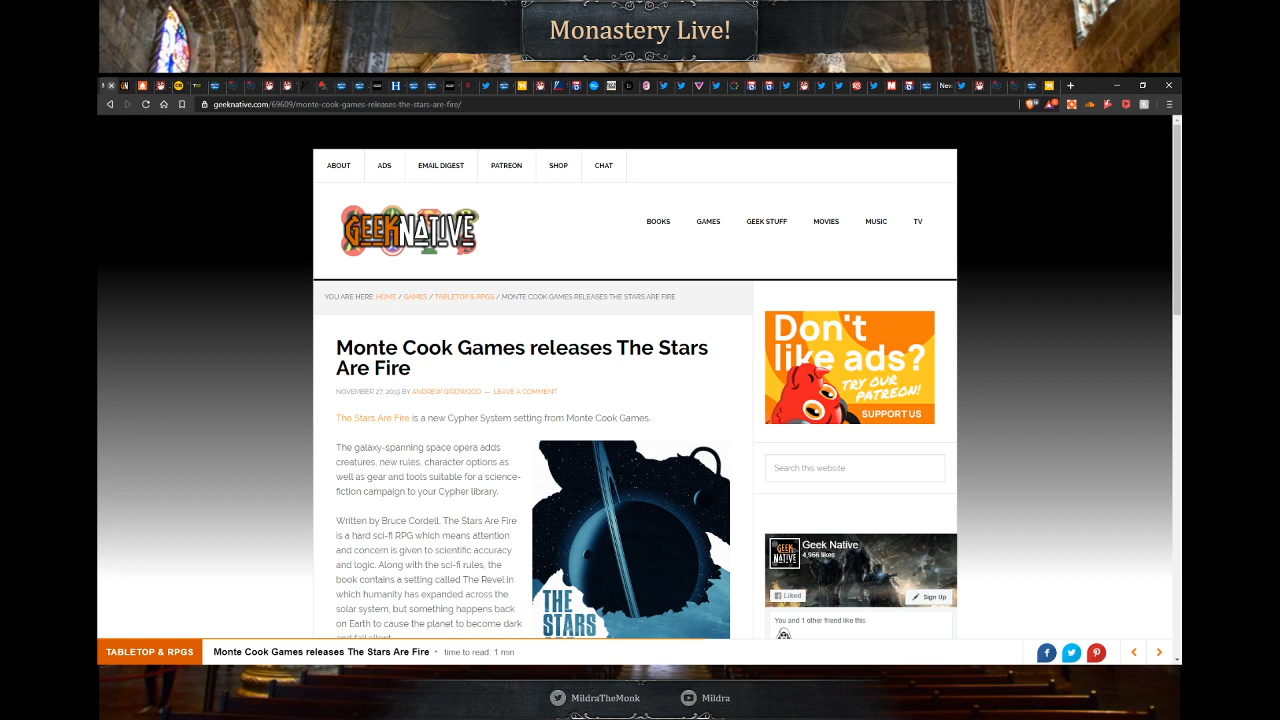 Monastery Live!
New
geeknative.com/69609/monte-cook-games-releases-the-stars-are-fire/
ABOUT
ADS
EMAIL DIGEST
PATREON
SHOP
CHAT
GEEKNATIVE
BOOKS
GAMES
GEEK STUFF
MOVIES
MUSIC
TV
YOU ARE HERE: HOME / GAMES / TABLETOP & RPGS / MONTE COOK GAMES RELEASES THE STARS ARE FIRE
Monte Cook Games releases The Stars
Are Fire
NOVEMBER 27, 2019 BY ANDREW GIRDWOOD — LEAVE A COMMENT
The Stars Are Fire is a new Cypher System setting from Monte Cook Games.
The galaxy-spanning space opera adds
creatures, new rules, character options as
well as gear and tools suitable for a science-
fiction campaign to your Cypher library.
Written by Bruce Cordell, The Stars Are Fire
is a hard sci-fi RPG which means attention
and concern is given to scientific accuracy
and logic. Along with the sci-fi rules, the
book contains a setting called The Revel in
which humanity has expanded across the
solar system, but something happens back
on Earth to cause the planet to become dark
and fall silent.
THE
STARS
Don't
like ads?
TRY OUR
PATREON!
SUPPORT US
Search this website
GEEK
NATIVE
Geek Native
4,966 likes
Liked
Sign Up
You and 1 other friend like this
TABLETOP & RPGS
Monte Cook Games releases The Stars Are Fire • time to read: 1 min
MildraTheMonk
Mildra